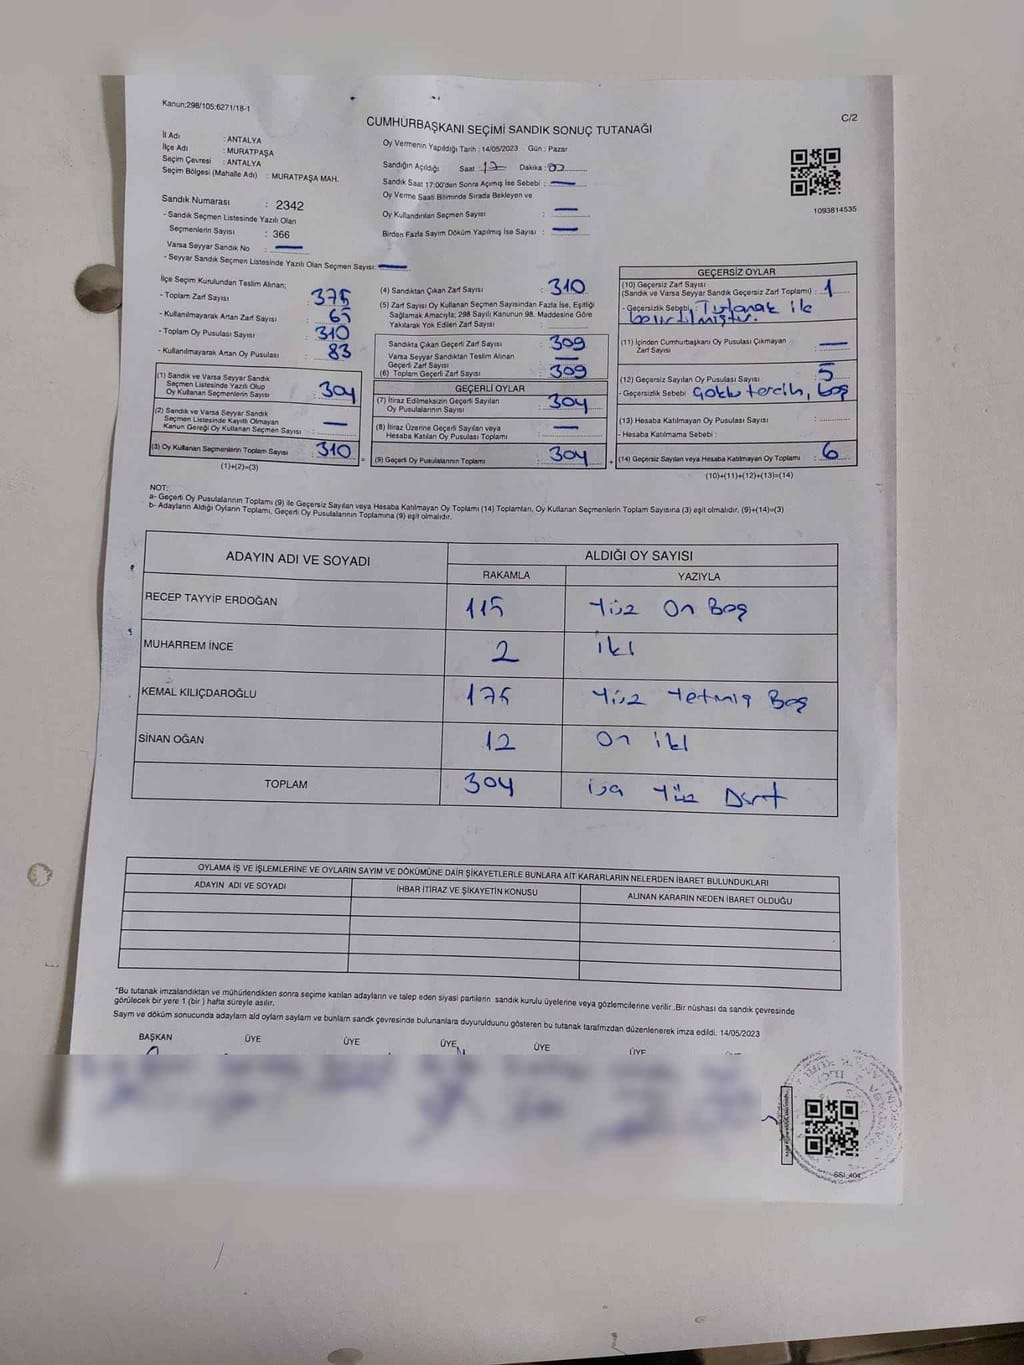 Kanun;298/105;6271/18-1
C/2
CUMHURBAŞKANI SEÇİMİ SANDIK SONUÇ TUTANAĞI
İl Adı : ANTALYA
İlçe Adı : MURATPAŞA
Seçim Çevresi : ANTALYA
Seçim Bölgesi (Mahalle Adı) : MURATPAŞA MAH.
Sandık Numarası : 2342
- Sandık Seçmen Listesinde Yazılı Olan
Seçmenlerin Sayısı : 366
Varsa Seyyar Sandık No :
- Seyyar Sandık Seçmen Listesinde Yazılı Olan Seçmen Sayısı:
Oy Vermenin Yapıldığı Tarih : 14/05/2023 Gün : Pazar
Sandığın Açıldığı Saat : 17 Dakika : 00
Sandık Saat 17:00'den Sonra Açımış İse Sebebi :
Oy Verme Saati Bitiminde Sırada Bekleyen ve
Oy Kullandırılan Seçmen Sayısı :
Birden Fazla Sayım Döküm Yapılmış İse Sayısı :
1093814535
İlçe Seçim Kurulundan Teslim Alınan;
- Toplam Zarf Sayısı : 375
- Kullanılmayarak Artan Zarf Sayısı : 65
- Toplam Oy Pusulası Sayısı : 310
- Kullanılmayarak Artan Oy Pusulası : 83
(1) Sandık ve Varsa Seyyar Sandık
Seçmen Listesinde Yazılı Olup
Oy Kullanan Seçmenlerin Sayısı : 304
(2) Sandık ve Varsa Seyyar Sandık
Seçmen Listesinde Kayıtlı Olmayan
Kanun Gereği Oy Kullanan Seçmen Sayısı :
(3) Oy Kullanan Seçmenlerin Toplam Sayısı : 310
(1)+(2)=(3)
(4) Sandıktan Çıkan Zarf Sayısı : 310
(5) Zarf Sayısı Oy Kullanan Seçmen Sayısından Fazla İse, Eşitliği
Sağlamak Amacıyla; 298 Sayılı Kanunun 98. Maddesine Göre
Yakılarak Yok Edilen Zarf Sayısı :
Sandıkta Çıkan Geçerli Zarf Sayısı : 309
Varsa Seyyar Sandıktan Teslim Alınan
Geçerli Zarf Sayısı :
(6) Toplam Geçerli Zarf Sayısı : 309
GEÇERLİ OYLAR
(7) İtiraz Edilmeksizin Geçerli Sayılan
Oy Pusulalarının Sayısı : 304
(8) İtiraz Üzerine Geçerli Sayılan veya
Hesaba Katılan Oy Pusulası Toplamı :
(9) Geçerli Oy Pusulalarının Toplamı : 304
GEÇERSİZ OYLAR
(10) Geçersiz Zarf Sayısı
(Sandık ve Varsa Seyyar Sandık Geçersiz Zarf Toplamı) : 1
- Geçersizlik Sebebi : Tutanak ile
belirtilmiştir.
(11) İçinden Cumhurbaşkanı Oy Pusulası Çıkmayan
Zarf Sayısı :
(12) Geçersiz Sayılan Oy Pusulası Sayısı : 5
- Geçersizlik Sebebi Çoklu tercih, boş
(13) Hesaba Katılmayan Oy Pusulası Sayısı :
- Hesaba Katılmama Sebebi :
(14) Geçersiz Sayılan veya Hesaba Katılmayan Oy Toplamı : 6
(10)+(11)+(12)+(13)=(14)
NOT:
a- Geçerli Oy Pusulalarının Toplamı (9) ile Geçersiz Sayılan veya Hesaba Katılmayan Oy Toplamı (14) Toplamları, Oy Kullanan Seçmenlerin Toplam Sayısına (3) eşit olmalıdır. (9)+(14)=(3)
b- Adayların Aldığı Oyların Toplamı, Geçerli Oy Pusulalarının Toplamına (9) eşit olmalıdır.
ADAYIN ADI VE SOYADI ALDIĞI OY SAYISI
RAKAMLA YAZIYLA
RECEP TAYYİP ERDOĞAN 115 Yüz On Beş
MUHARREM İNCE 2 iki
KEMAL KILIÇDAROĞLU 175 Yüz Yetmiş Beş
SİNAN OĞAN 12 On iki
TOPLAM 304 Yüz Dört
OYLAMA İŞ VE İŞLEMLERİNE VE OYLARIN SAYIM VE DÖKÜMÜNE DAİR ŞİKAYETLERLE BUNLARA AİT KARARLARIN NELERDEN İBARET BULUNDUKLARI
ADAYIN ADI VE SOYADI İHBAR İTİRAZ VE ŞİKAYETİN KONUSU ALINAN KARARIN NEDEN İBARET OLDUĞU
*Bu tutanak imzalandıktan ve mühürlendikten sonra seçime katılan adayların ve talep eden siyasi partilerin sandık kurulu üyelerine veya gözlemcilerine verilir .Bir nüshası da sandık çevresinde
görülecek bir yere 1 (bir ) hafta süreyle asılır.
Sayım ve döküm sonucunda adayların ald oyların sayların ve bunların sandk çevresinde bulunanlara duyurulduunu gösteren bu tutanak tarafmzdan düzenlenerek imza edildi. 14/05/2023
BAŞKAN ÜYE ÜYE ÜYE ÜYE ÜYE
SSI_404